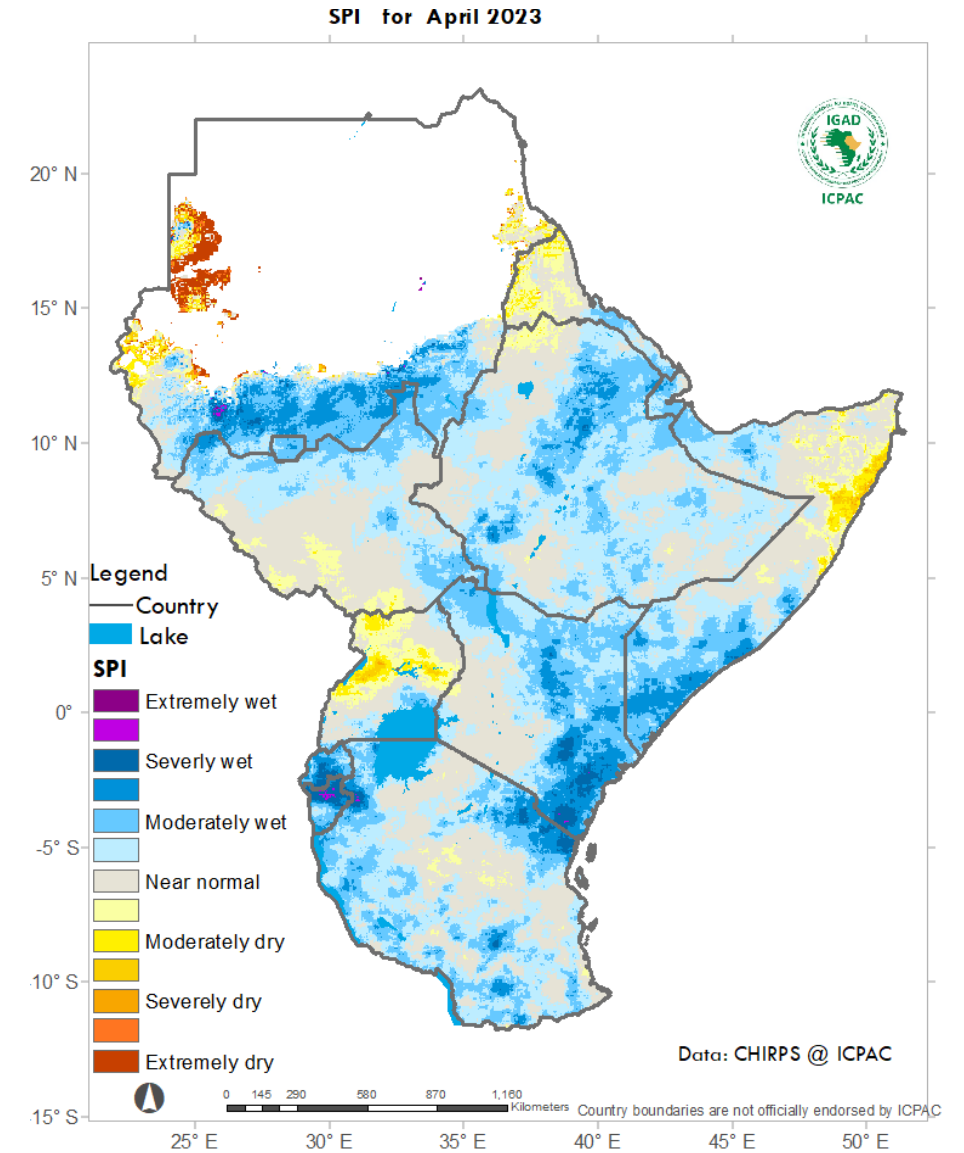 SPI for April 2023
IGAD
ICPAC
20° N
15° N
10° N
5° N
0°
-5° S
-10° S
-15° S
Legend
Country
Lake
SPI
Extremely wet
Severly wet
Moderately wet
Near normal
Moderately dry
Severely dry
Extremely dry
Data: CHIRPS @ ICPAC
0 145 290 580 870 1,160
Kilometers
Country boundaries are not officially endorsed by ICPAC
25° E 30° E 35° E 40° E 45° E 50° E